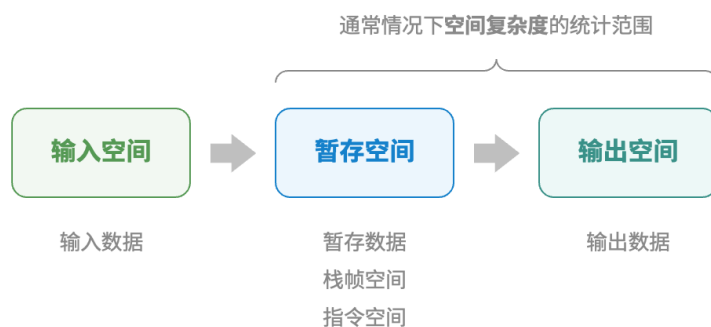 通常情况下空间复杂度的统计范围
输入空间
暂存空间
输出空间
输入数据
暂存数据
输出数据
栈帧空间
指令空间